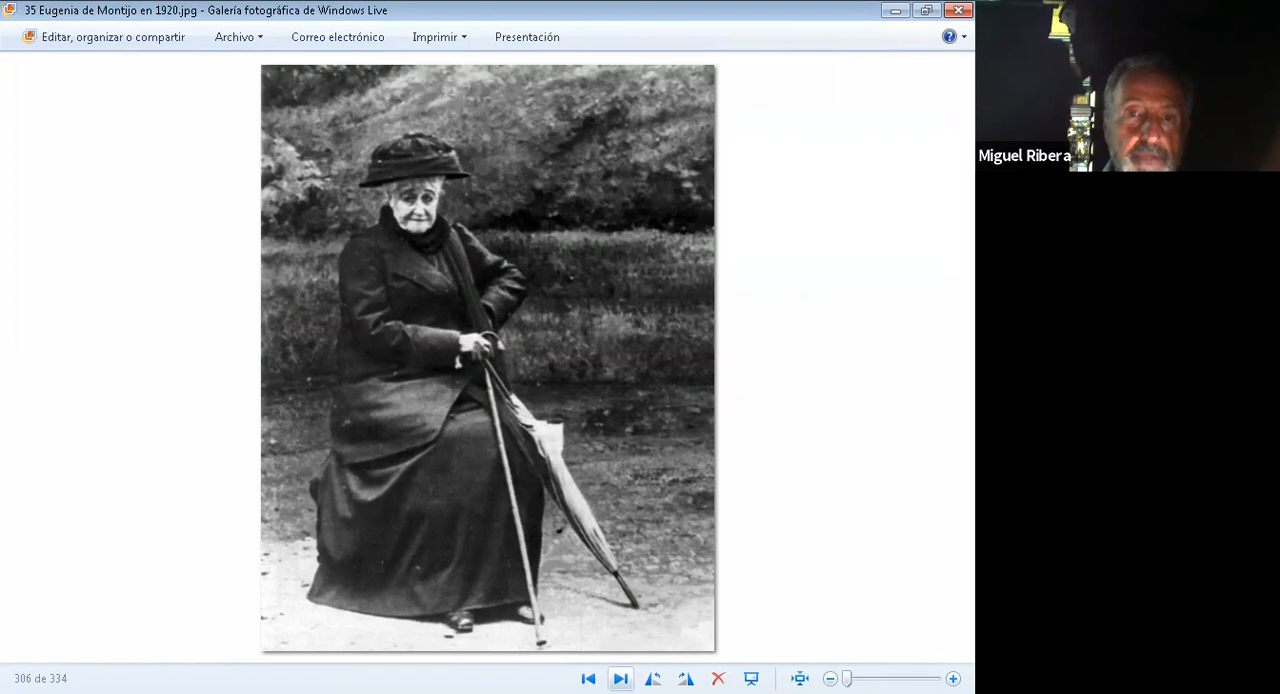 35 Eugenia de Montijo en 1920.jpg - Galería fotográfica de Windows Live
Editar, organizar o compartir Archivo Correo electrónico Imprimir Presentación
Miguel Ribera
306 de 334